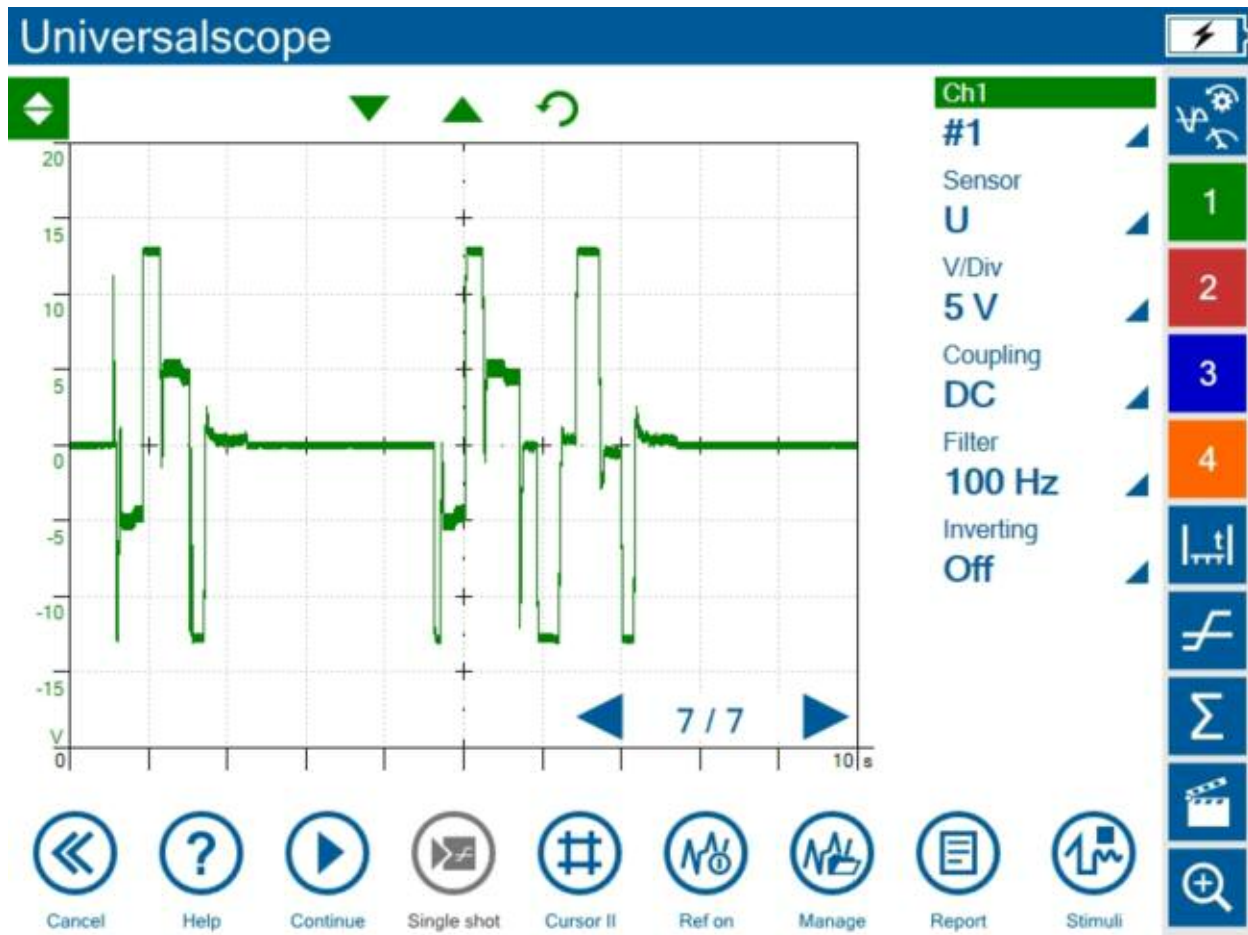 Universalscope
Ch1
#1
Sensor
U
V/Div
5 V
Coupling
DC
Filter
100 Hz
Inverting
Off
1
2
3
4
t
Σ
20
15
10
5
0
-5
-10
-15
V
0
10 s
7 / 7
Cancel
Help
Continue
Single shot
Cursor II
Ref on
Manage
Report
Stimuli